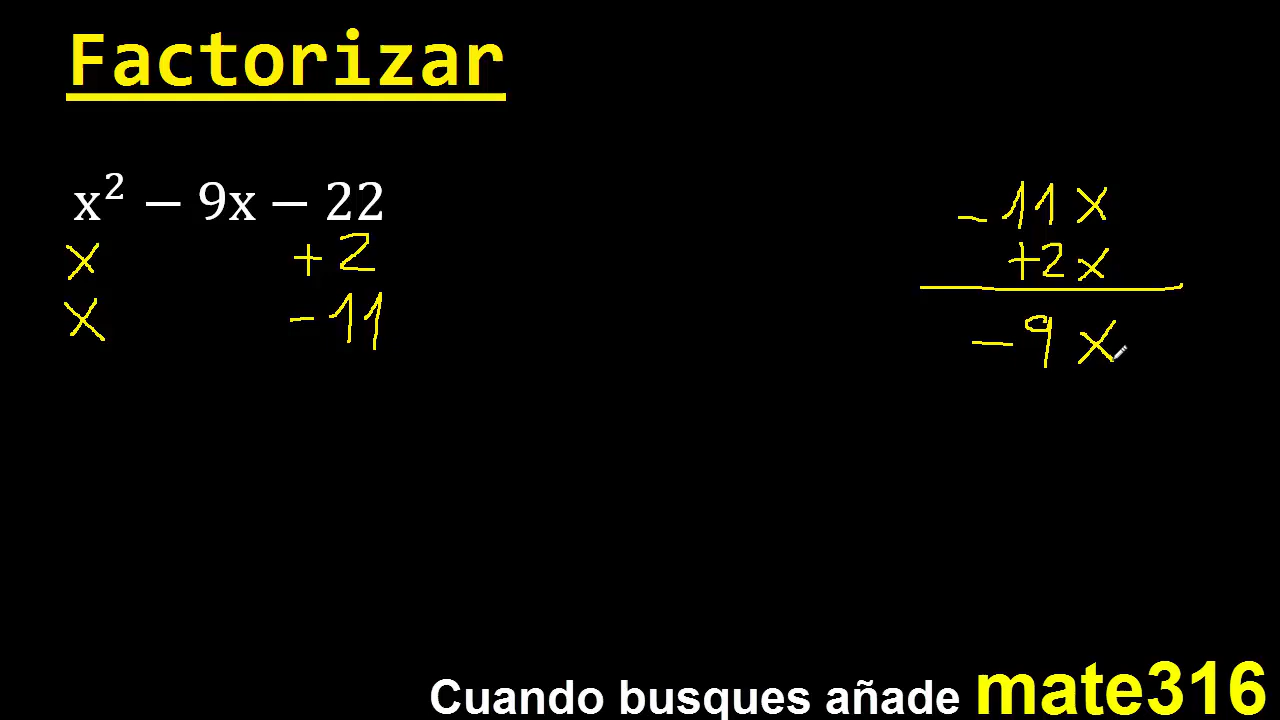 Factorizar
x² − 9x − 22
x +2
x -11
-11x
+2x
-9x
Cuando busques añade mate316